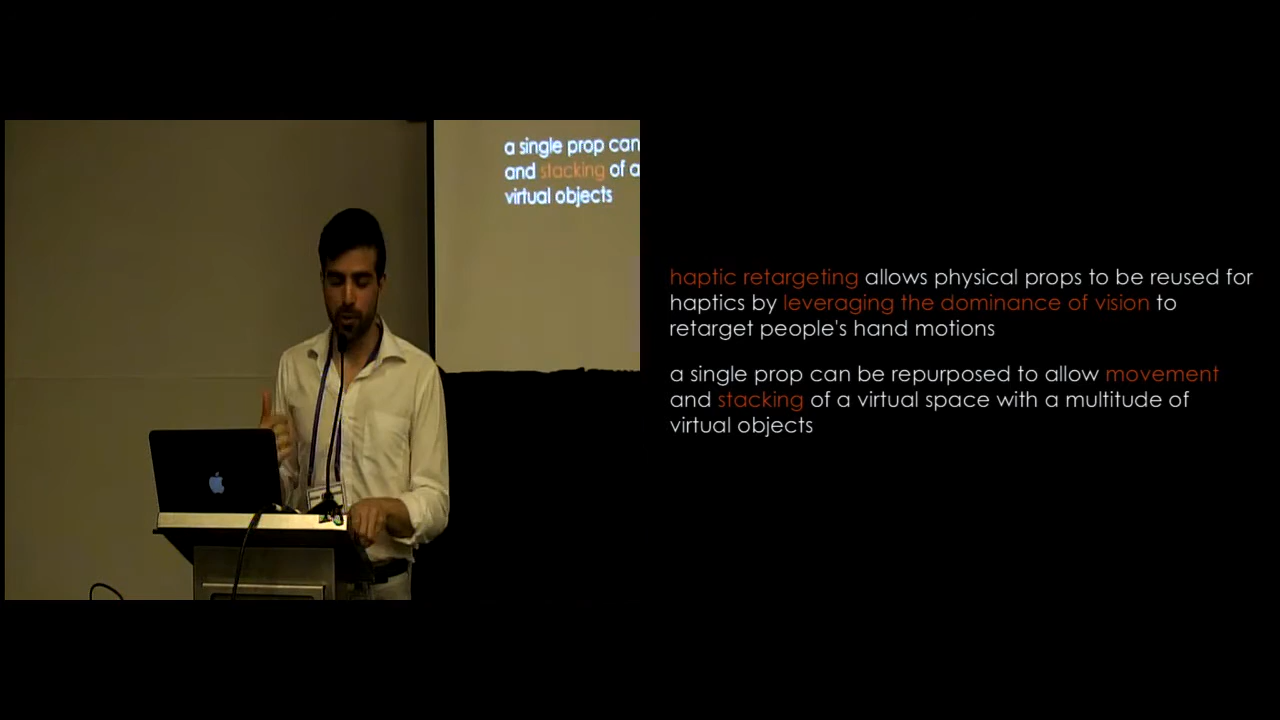 a single prop can
and stacking of a
virtual objects
haptic retargeting allows physical props to be reused for
haptics by leveraging the dominance of vision to
retarget people's hand motions
a single prop can be repurposed to allow movement
and stacking of a virtual space with a multitude of
virtual objects